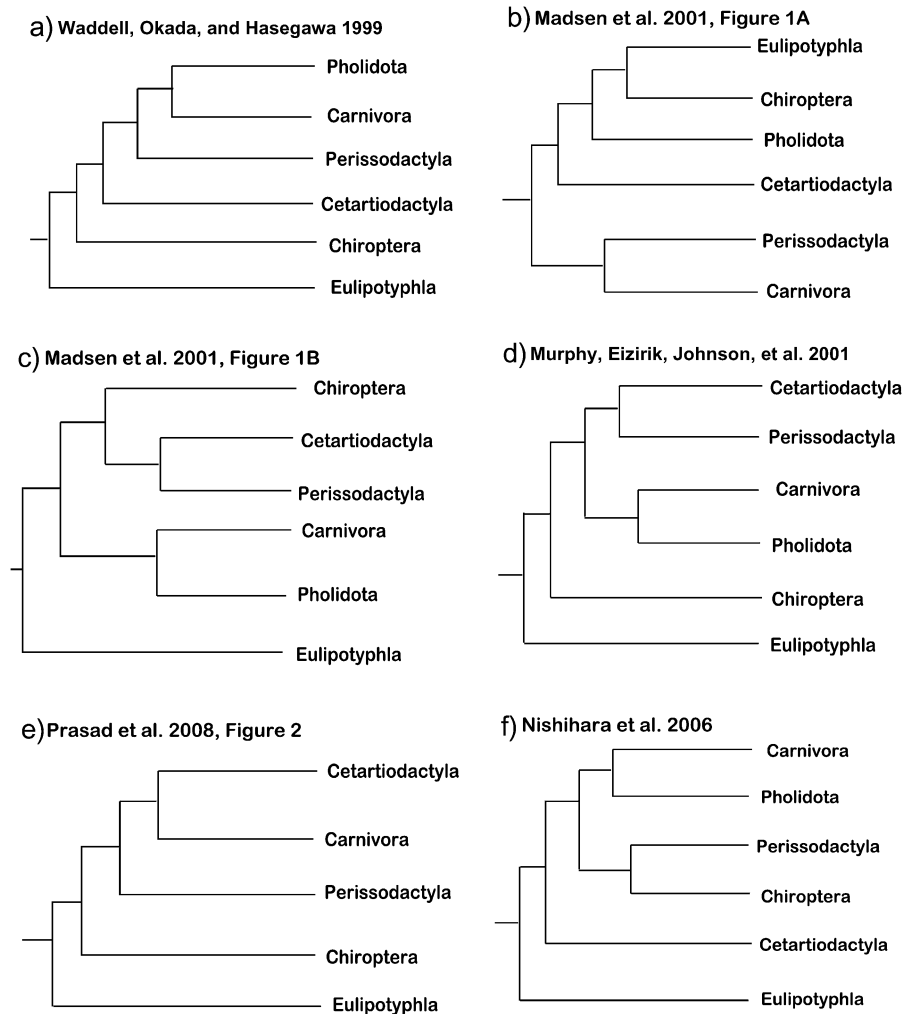 a) Waddell, Okada, and Hasegawa 1999
Pholidota
Carnivora
Perissodactyla
Cetartiodactyla
Chiroptera
Eulipotyphla
b) Madsen et al. 2001, Figure 1A
Eulipotyphla
Chiroptera
Pholidota
Cetartiodactyla
Perissodactyla
Carnivora
c) Madsen et al. 2001, Figure 1B
Chiroptera
Cetartiodactyla
Perissodactyla
Carnivora
Pholidota
Eulipotyphla
d) Murphy, Eizirik, Johnson, et al. 2001
Cetartiodactyla
Perissodactyla
Carnivora
Pholidota
Chiroptera
Eulipotyphla
e) Prasad et al. 2008, Figure 2
Cetartiodactyla
Carnivora
Perissodactyla
Chiroptera
Eulipotyphla
f) Nishihara et al. 2006
Carnivora
Pholidota
Perissodactyla
Chiroptera
Cetartiodactyla
Eulipotyphla